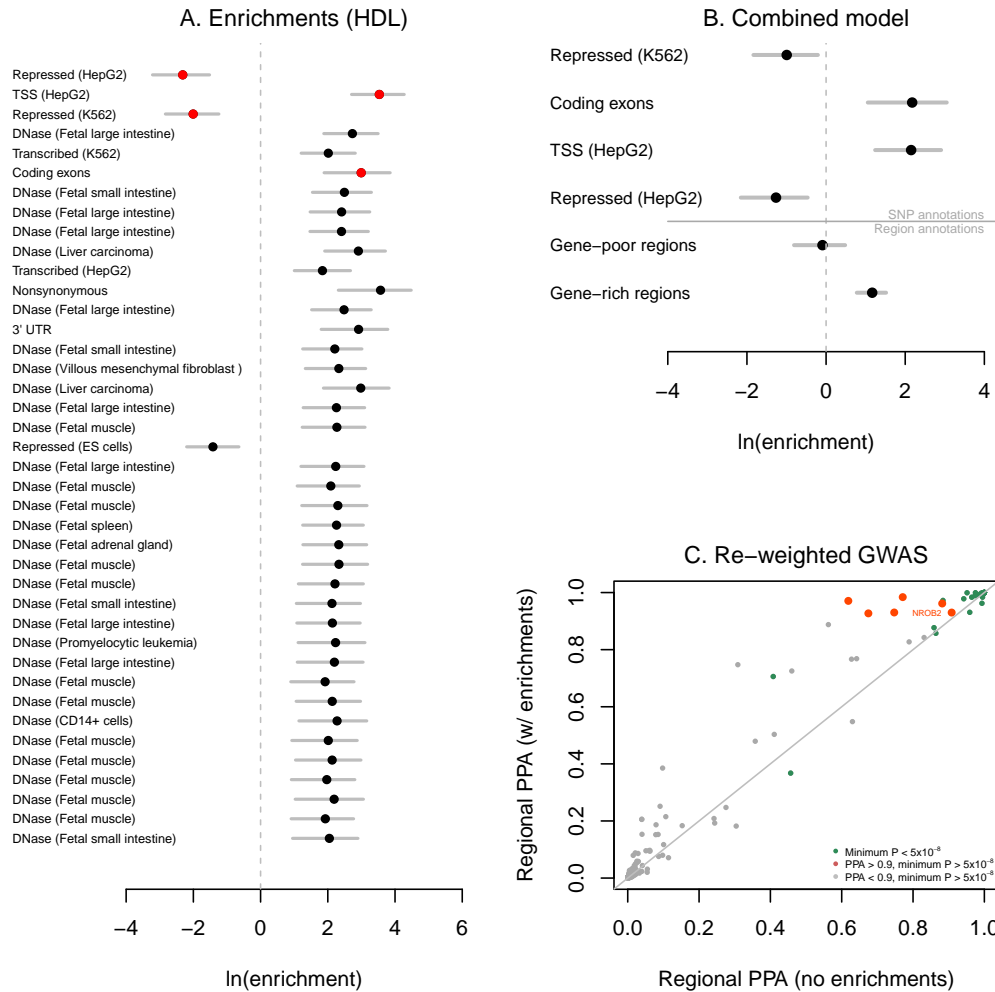 A. Enrichments (HDL)
Repressed (HepG2)
TSS (HepG2)
Repressed (K562)
DNase (Fetal large intestine)
Transcribed (K562)
Coding exons
DNase (Fetal small intestine)
DNase (Fetal large intestine)
DNase (Fetal large intestine)
DNase (Liver carcinoma)
Transcribed (HepG2)
Nonsynonymous
DNase (Fetal large intestine)
3' UTR
DNase (Fetal small intestine)
DNase (Villous mesenchymal fibroblast )
DNase (Liver carcinoma)
DNase (Fetal large intestine)
DNase (Fetal muscle)
Repressed (ES cells)
DNase (Fetal large intestine)
DNase (Fetal muscle)
DNase (Fetal muscle)
DNase (Fetal spleen)
DNase (Fetal adrenal gland)
DNase (Fetal muscle)
DNase (Fetal muscle)
DNase (Fetal small intestine)
DNase (Fetal muscle)
DNase (Promyelocytic leukemia)
DNase (Fetal large intestine)
DNase (Fetal muscle)
DNase (Fetal muscle)
DNase (CD14+ cells)
DNase (Fetal muscle)
DNase (Fetal muscle)
DNase (Fetal muscle)
DNase (Fetal muscle)
DNase (Fetal muscle)
DNase (Fetal small intestine)
−4 −2 0 2 4 6
ln(enrichment)
B. Combined model
Repressed (K562)
Coding exons
TSS (HepG2)
Repressed (HepG2)
SNP annotations
Region annotations
Gene−poor regions
Gene−rich regions
−4 −2 0 2 4
ln(enrichment)
C. Re−weighted GWAS
Regional PPA (w/ enrichments)
1.0
0.8
0.6
0.4
0.2
0.0
NROB2
Minimum P < 5x10⁻⁸
PPA > 0.9, minimum P > 5x10⁻⁸
PPA < 0.9, minimum P > 5x10⁻⁸
0.0 0.2 0.4 0.6 0.8 1.0
Regional PPA (no enrichments)